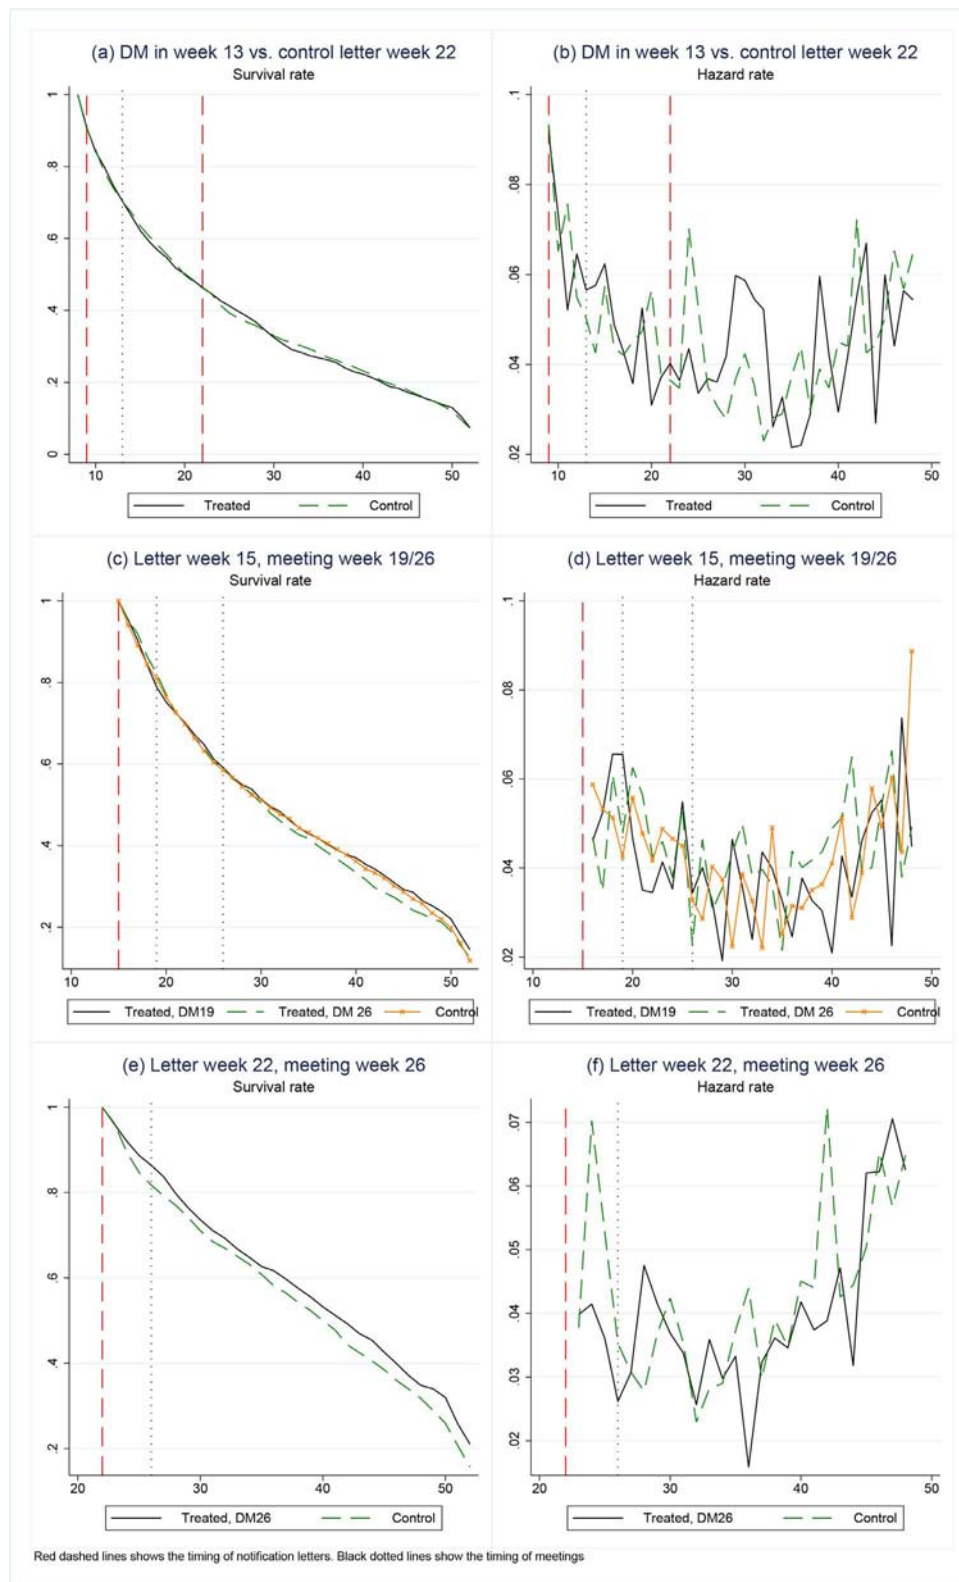 (a) DM in week 13 vs. control letter week 22
Survival rate
1
.8
.6
.4
.2
0
10 20 30 40 50
Treated Control
(b) DM in week 13 vs. control letter week 22
Hazard rate
.1
.08
.06
.04
.02
10 20 30 40 50
Treated Control
(c) Letter week 15, meeting week 19/26
Survival rate
1
.8
.6
.4
.2
10 20 30 40 50
Treated, DM19 Treated, DM 26 Control
(d) Letter week 15, meeting week 19/26
Hazard rate
.1
.08
.06
.04
.02
10 20 30 40 50
Treated, DM19 Treated, DM 26 Control
(e) Letter week 22, meeting week 26
Survival rate
1
.8
.6
.4
.2
20 30 40 50
Treated, DM26 Control
(f) Letter week 22, meeting week 26
Hazard rate
.07
.06
.05
.04
.03
.02
20 30 40 50
Treated, DM26 Control
Red dashed lines shows the timing of notification letters. Black dotted lines show the timing of meetings